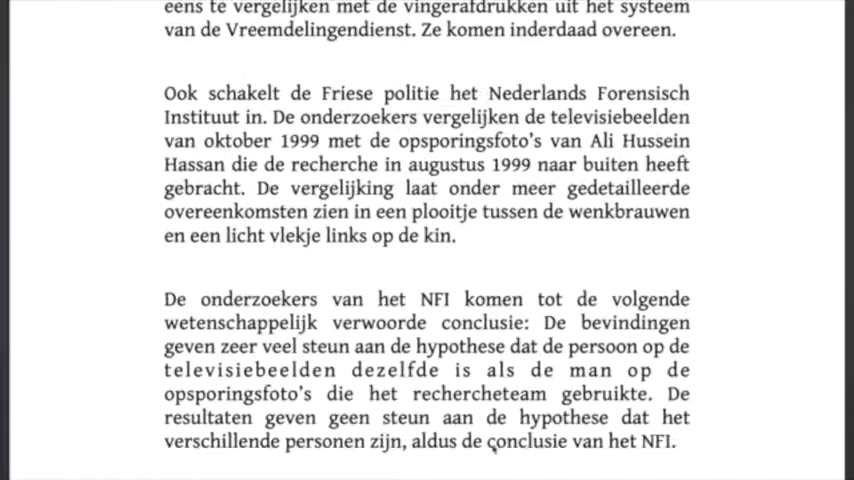 eens te vergelijken met de vingerafdrukken uit het systeem
van de Vreemdelingendienst. Ze komen inderdaad overeen.
Ook schakelt de Friese politie het Nederlands Forensisch
Instituut in. De onderzoekers vergelijken de televisiebeelden
van oktober 1999 met de opsporingsfoto's van Ali Hussein
Hassan die de recherche in augustus 1999 naar buiten heeft
gebracht. De vergelijking laat onder meer gedetailleerde
overeenkomsten zien in een plooitje tussen de wenkbrauwen
en een licht vlekje links op de kin.
De onderzoekers van het NFI komen tot de volgende
wetenschappelijk verwoorde conclusie: De bevindingen
geven zeer veel steun aan de hypothese dat de persoon op de
televisiebeelden dezelfde is als de man op de
opsporingsfoto's die het rechercheteam gebruikte. De
resultaten geven geen steun aan de hypothese dat het
verschillende personen zijn, aldus de conclusie van het NFI.